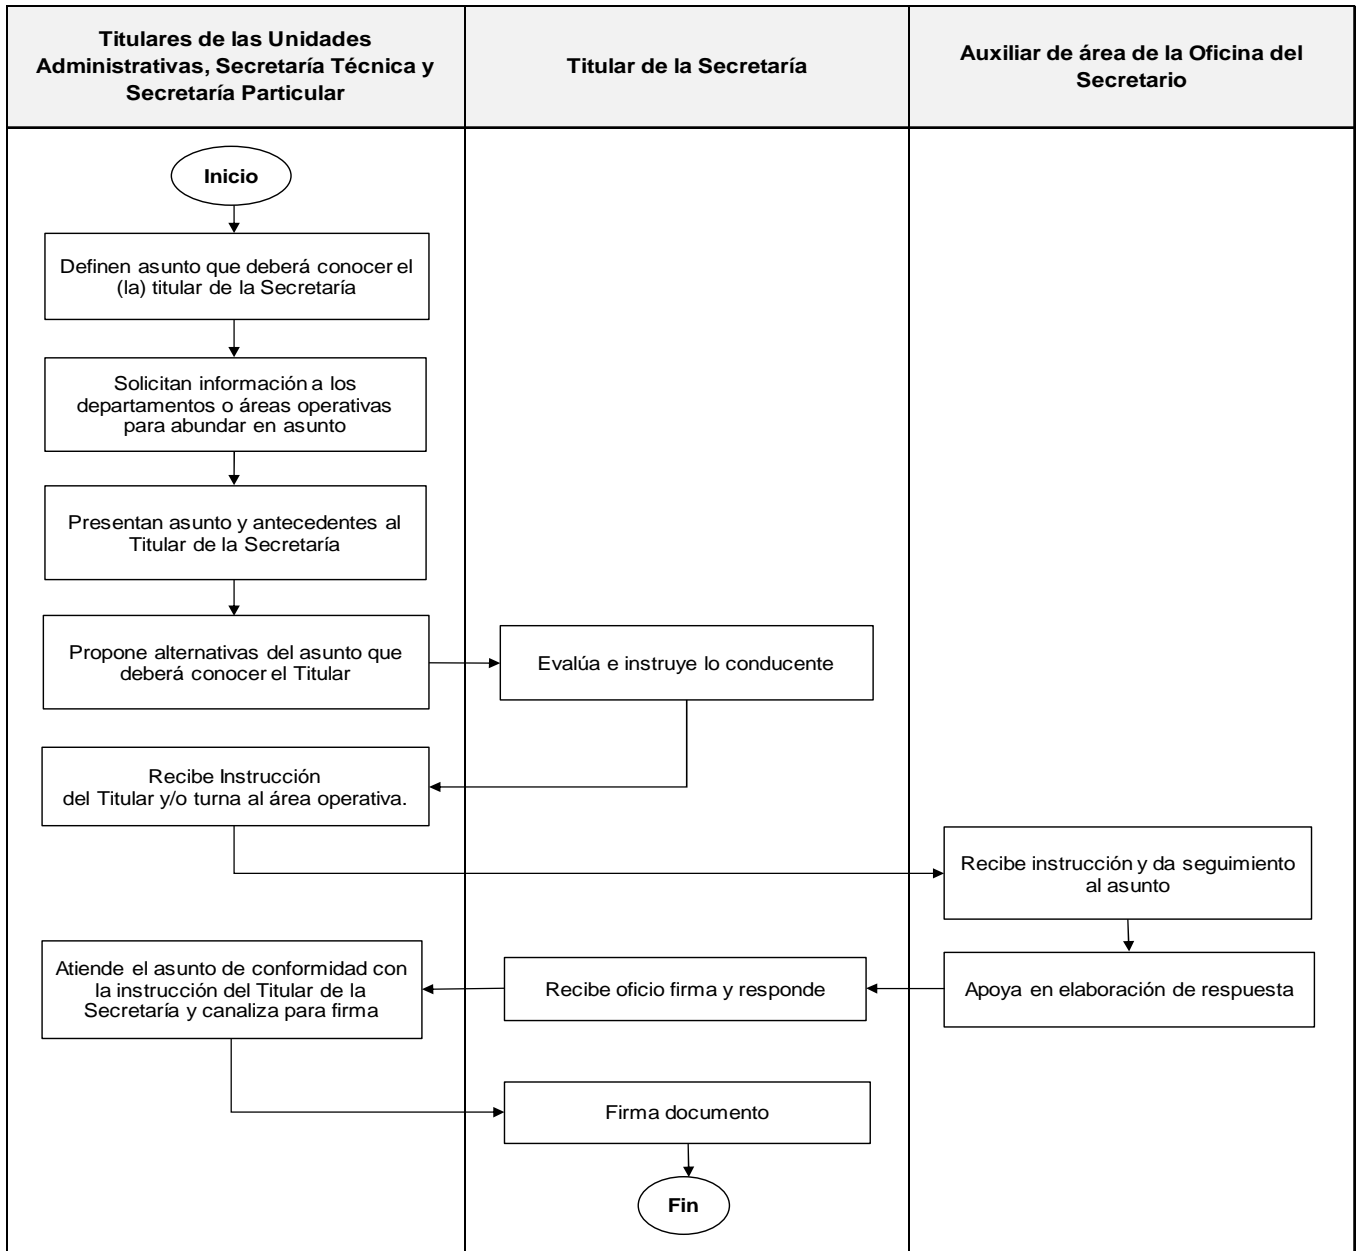 Titulares de las Unidades
Administrativas, Secretaría Técnica y
Secretaría Particular
Titular de la Secretaría
Auxiliar de área de la Oficina del
Secretario
Inicio
Definen asunto que deberá conocer el
(la) titular de la Secretaría
Solicitan información a los
departamentos o áreas operativas
para abundar en asunto
Presentan asunto y antecedentes al
Titular de la Secretaría
Propone alternativas del asunto que
deberá conocer el Titular
Evalúa e instruye lo conducente
Recibe Instrucción
del Titular y/o turna al área operativa.
Recibe instrucción y da seguimiento
al asunto
Apoya en elaboración de respuesta
Recibe oficio firma y responde
Atiende el asunto de conformidad con
la instrucción del Titular de la
Secretaría y canaliza para firma
Firma documento
Fin